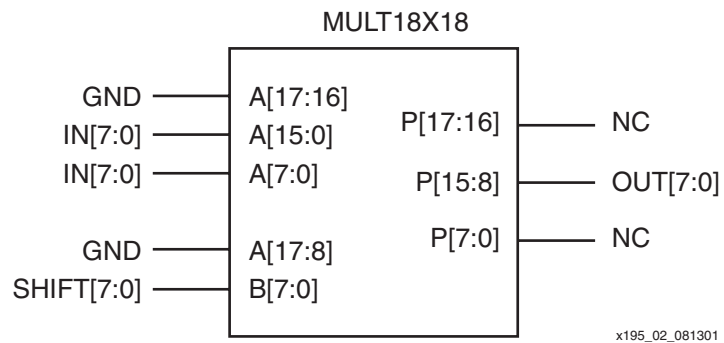 MULT18X18
GND A[17:16]
IN[7:0] A[15:0] P[17:16] NC
IN[7:0] A[7:0] P[15:8] OUT[7:0]
GND A[17:8] P[7:0] NC
SHIFT[7:0] B[7:0]
x195_02_081301